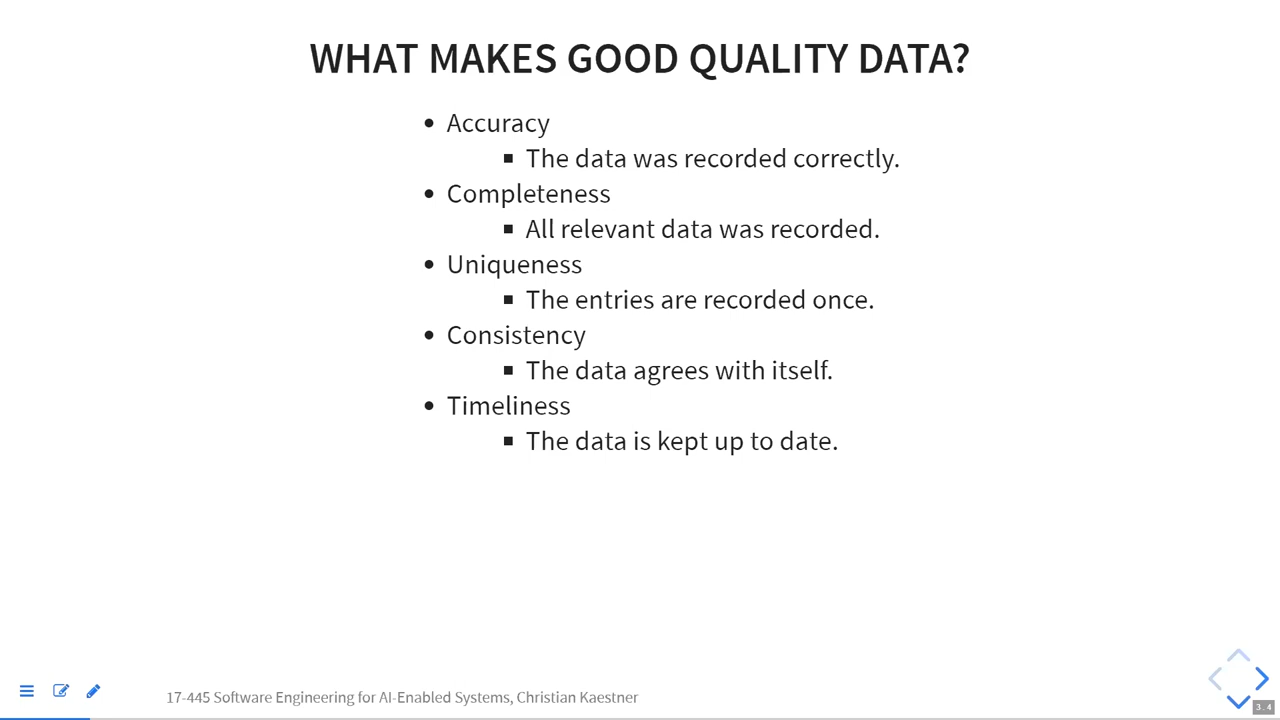 WHAT MAKES GOOD QUALITY DATA?
• Accuracy
▪ The data was recorded correctly.
• Completeness
▪ All relevant data was recorded.
• Uniqueness
▪ The entries are recorded once.
• Consistency
▪ The data agrees with itself.
• Timeliness
▪ The data is kept up to date.
17-445 Software Engineering for AI-Enabled Systems, Christian Kaestner
3.4